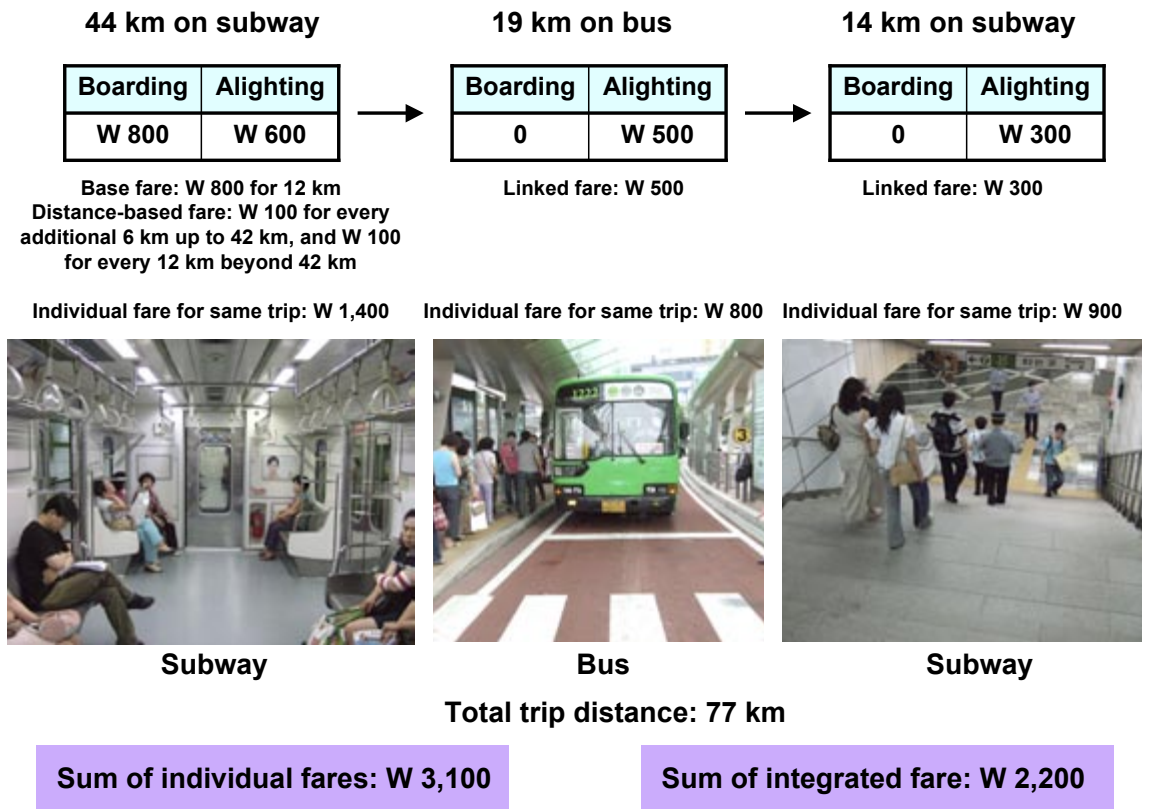 44 km on subway
19 km on bus
14 km on subway
Boarding Alighting
W 800 W 600
Boarding Alighting
0 W 500
Boarding Alighting
0 W 300
Base fare: W 800 for 12 km
Distance-based fare: W 100 for every
additional 6 km up to 42 km, and W 100
for every 12 km beyond 42 km
Linked fare: W 500
Linked fare: W 300
Individual fare for same trip: W 1,400
Individual fare for same trip: W 800
Individual fare for same trip: W 900
3
Subway
Bus
Subway
Total trip distance: 77 km
Sum of individual fares: W 3,100
Sum of integrated fare: W 2,200